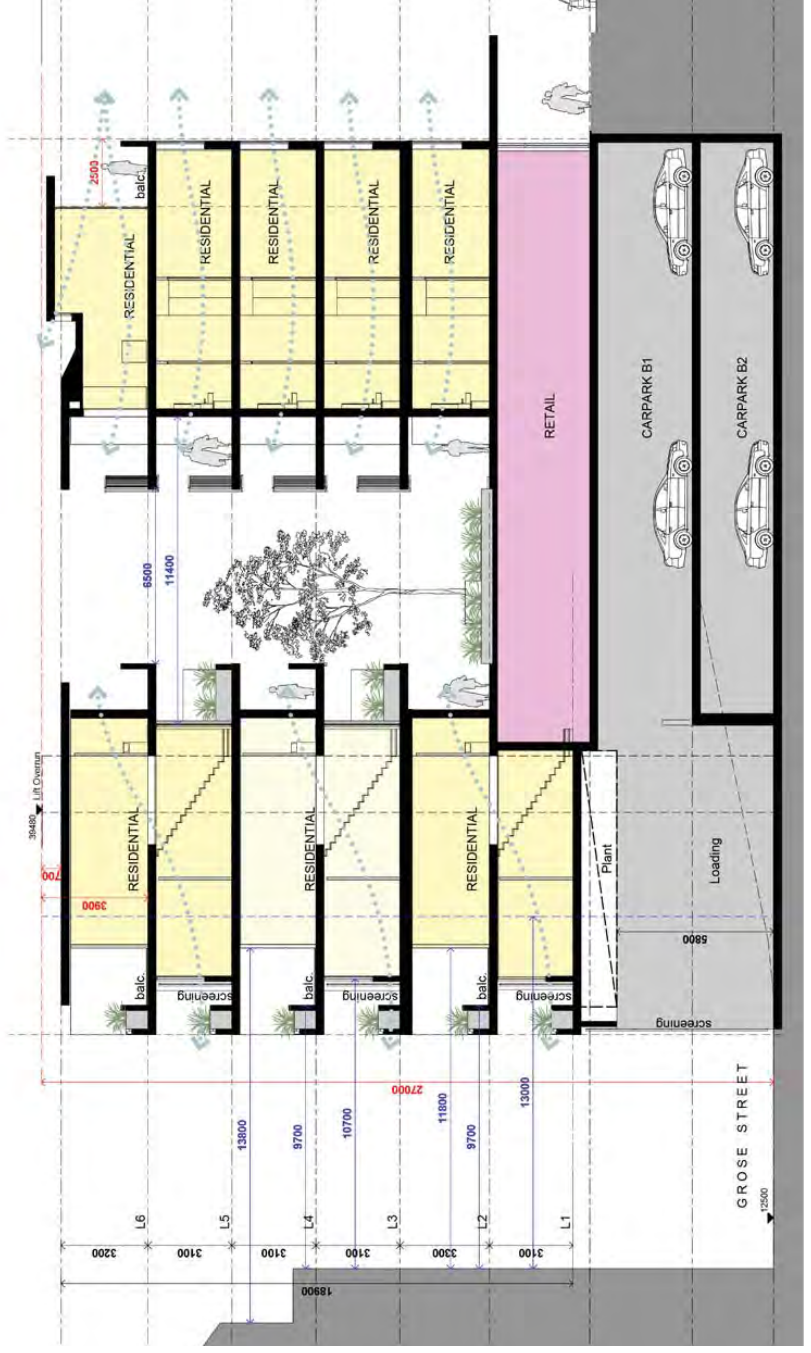 2500
balc.
RESIDENTIAL
RESIDENTIAL
RESIDENTIAL
RESIDENTIAL
RESIDENTIAL
RETAIL
CARPARK B1
CARPARK B2
6500
11400
39480 Lift Overrun
700
3900
RESIDENTIAL
RESIDENTIAL
RESIDENTIAL
Plant
Loading
5800
balc.
screening
balc.
screening
balc.
screening
screening
27000
13800
9700
10700
11800
9700
13000
GROSE STREET
12500
L6
L5
L4
L3
L2
L1
3200
3100
3100
3100
3300
3100
18900